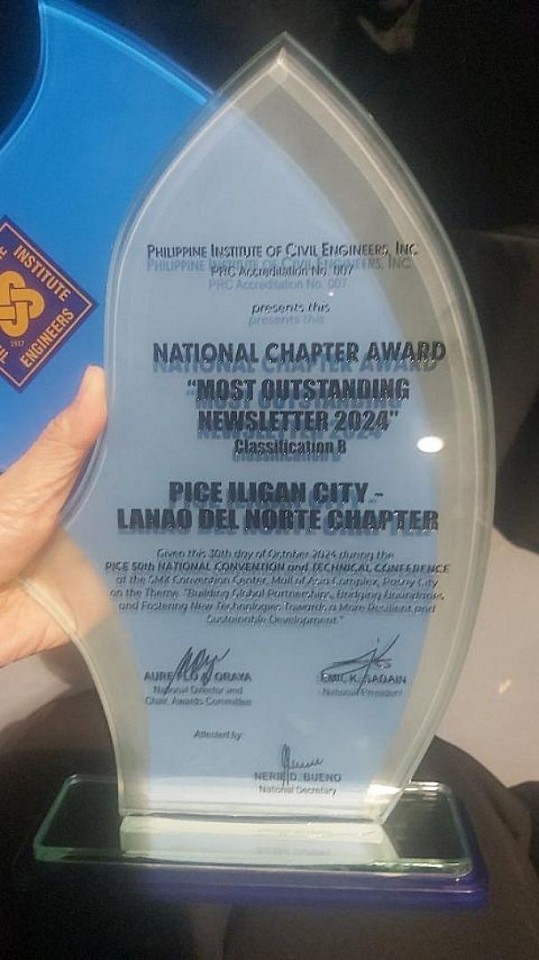 INSTITUTE
ENGINEERS
1937
PHILIPPINE INSTITUTE OF CIVIL ENGINEERS, INC.
PRC Accreditation No. 007
presents this
NATIONAL CHAPTER AWARD
"MOST OUTSTANDING
NEWSLETTER 2024"
Classification B
PICE ILIGAN CITY -
LANAO DEL NORTE CHAPTER
Given this 30th day of October 2024 during the
PICE 50th NATIONAL CONVENTION and TECHNICAL CONFERENCE
at the SMX Convention Center, Mall of Asia Complex, Pasay City
on the Theme: "Building Global Partnerships, Bridging Boundaries
and Fostering New Technologies Towards a More Resilient and
Sustainable Development."
ORAYA
National Director and
Chair, Awards Committee
EMIL K. SADAIN
National President
Attested by
BUENO
National Secretary